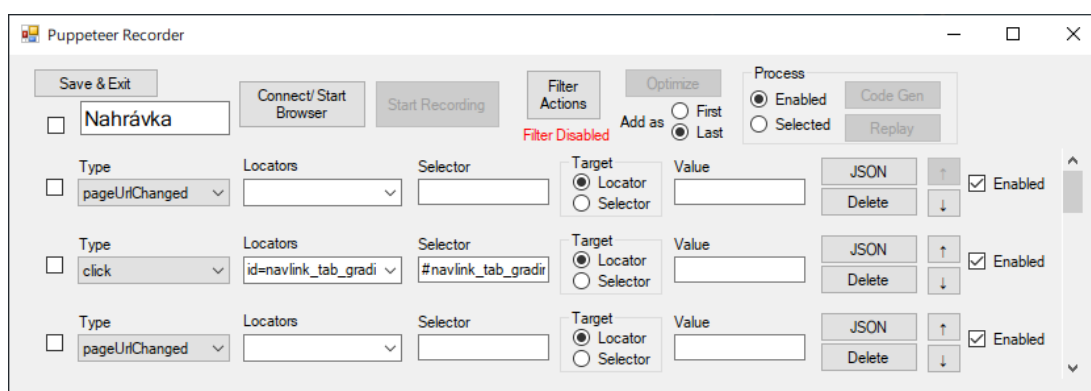 Puppeteer Recorder
Save & Exit
Nahrávka
Connect/ Start
Browser
Start Recording
Filter
Actions
Filter Disabled
Optimize
Add as
First
Last
Process
Enabled
Selected
Code Gen
Replay
Type
Locators
Selector
Target
Value
pageUrlChanged
Locator
Selector
JSON
Delete
↑
↓
Enabled
Type
Locators
Selector
Target
Value
click
id=navlink_tab_gradi
#navlink_tab_gradir
Locator
Selector
JSON
Delete
↑
↓
Enabled
Type
Locators
Selector
Target
Value
pageUrlChanged
Locator
Selector
JSON
Delete
↑
↓
Enabled